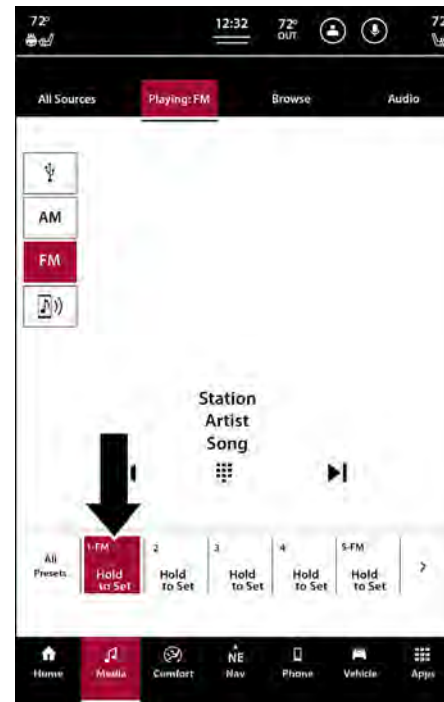 72°
12:32
72°
OUT
72
All Sources
Playing: FM
Browse
Audio
AM
FM
Station
Artist
Song
All
Presets
1-FM
Hold
to Set
2
Hold
to Set
3
Hold
to Set
4
Hold
to Set
5-FM
Hold
to Set
Home
Media
Comfort
NE
Nav
Phone
Vehicle
Apps